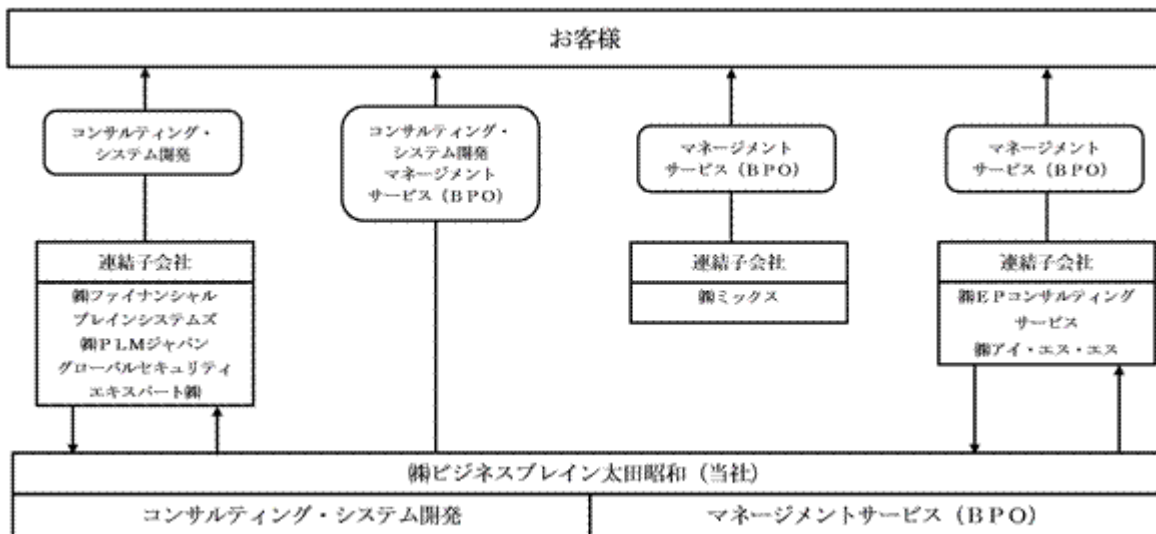 お客様
コンサルティング・
システム開発
コンサルティング・
システム開発
マネージメント
サービス（ＢＰＯ）
マネージメント
サービス（ＢＰＯ）
マネージメント
サービス（ＢＰＯ）
連結子会社
㈱ファイナンシャル
ブレインシステムズ
㈱ＰＬＭジャパン
グローバルセキュリティ
エキスパート㈱
連結子会社
㈱ミックス
連結子会社
㈱ＥＰコンサルティング
サービス
㈱アイ・エス・エス
㈱ビジネスブレイン太田昭和（当社）
コンサルティング・システム開発
マネージメントサービス（ＢＰＯ）